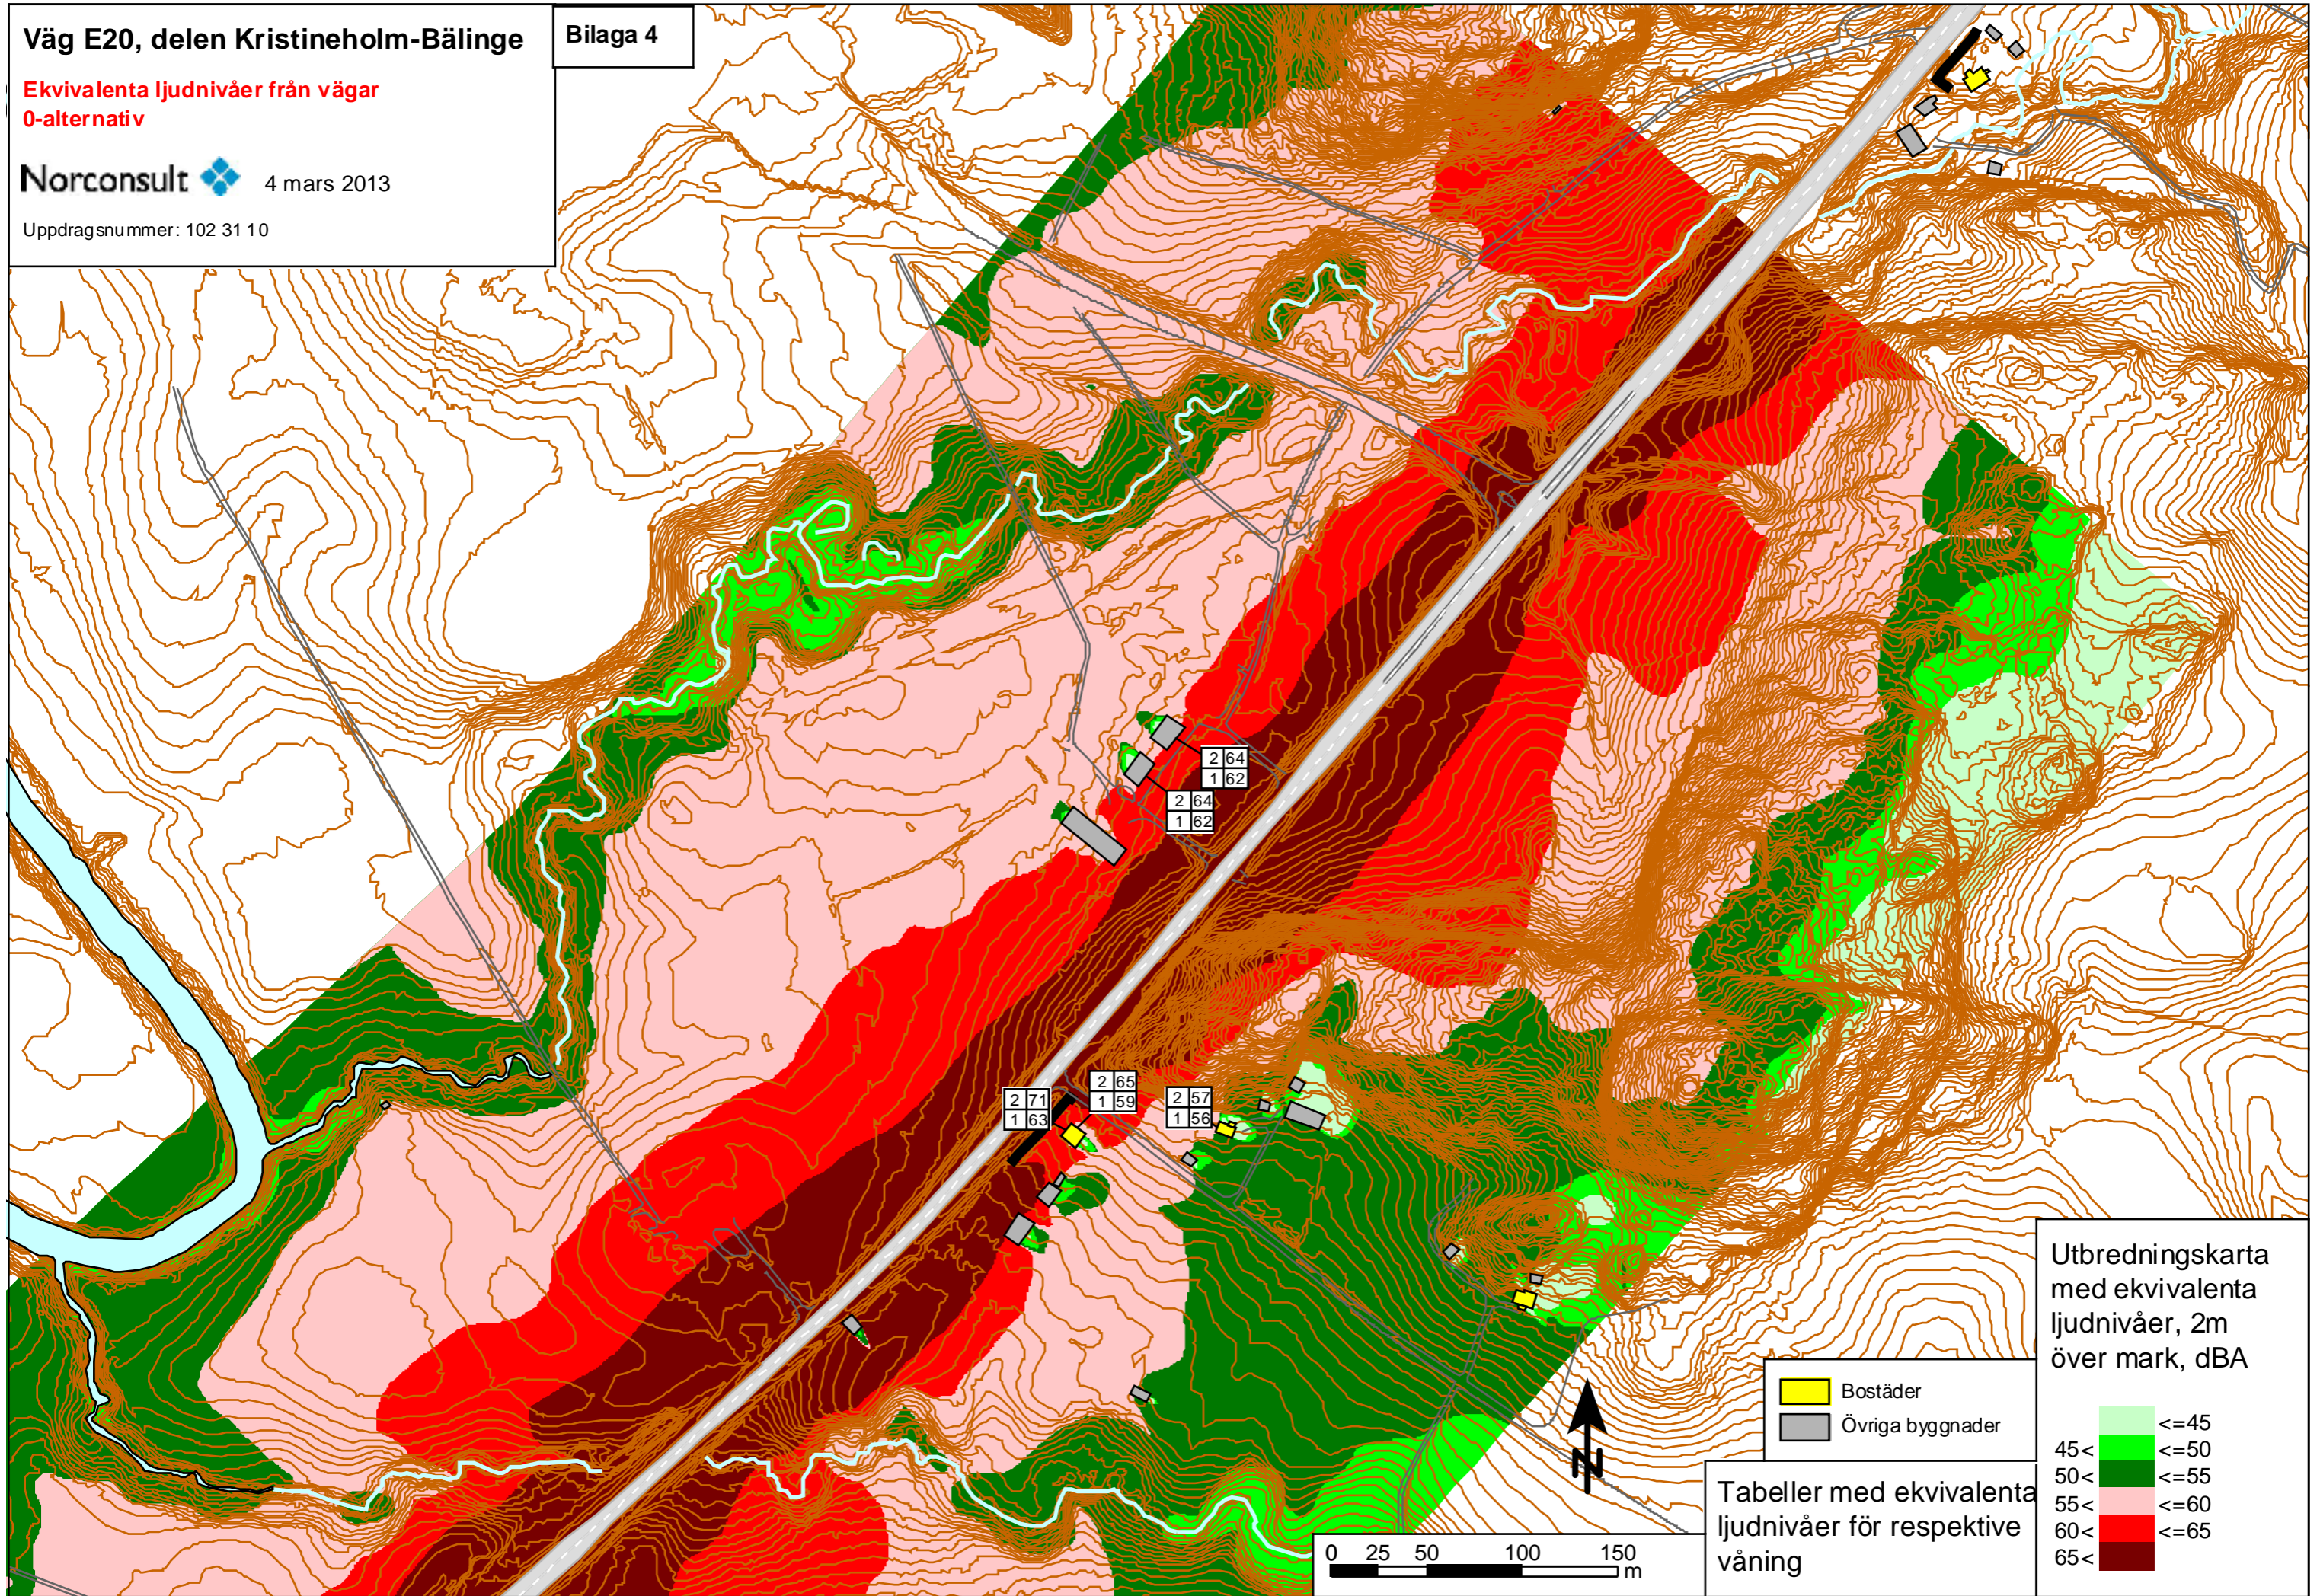 Väg E20, delen Kristineholm-Bälinge
Bilaga 4
Ekvivalenta ljudnivåer från vägar
0-alternativ
Norconsult
4 mars 2013
Uppdragsnummer: 102 31 10
2 64
1 62
2 64
1 62
2 71
1 63
2 65
1 59
2 57
1 56
N
0 25 50 100 150
m
Bostäder
Övriga byggnader
Tabeller med ekvivalenta
ljudnivåer för respektive
våning
Utbredningskarta
med ekvivalenta
ljudnivåer, 2m
över mark, dBA
<=45
45< <=50
50< <=55
55< <=60
60< <=65
65<